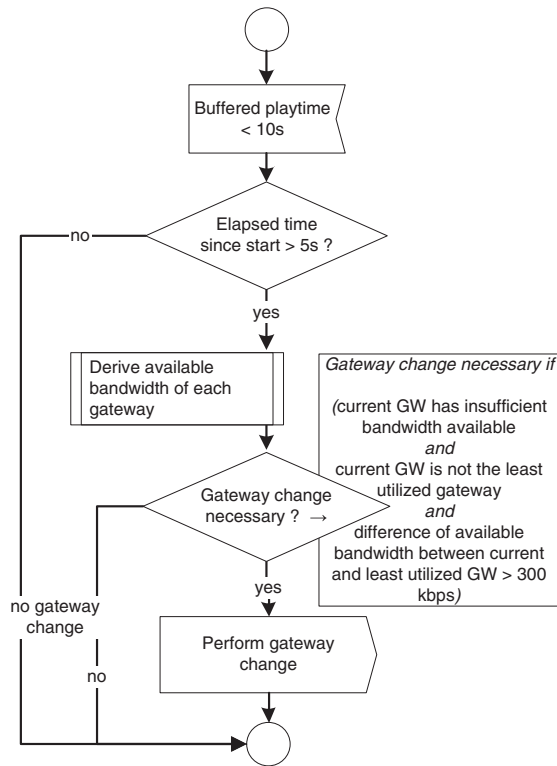 Buffered playtime
< 10s
Elapsed time
since start > 5s ?
no
yes
Derive available
bandwidth of each
gateway
Gateway change necessary if
(current GW has insufficient
bandwidth available
and
current GW is not the least
utilized gateway
and
difference of available
bandwidth between current
and least utilized GW > 300
kbps)
Gateway change
necessary ? →
yes
no gateway
change
no
Perform gateway
change